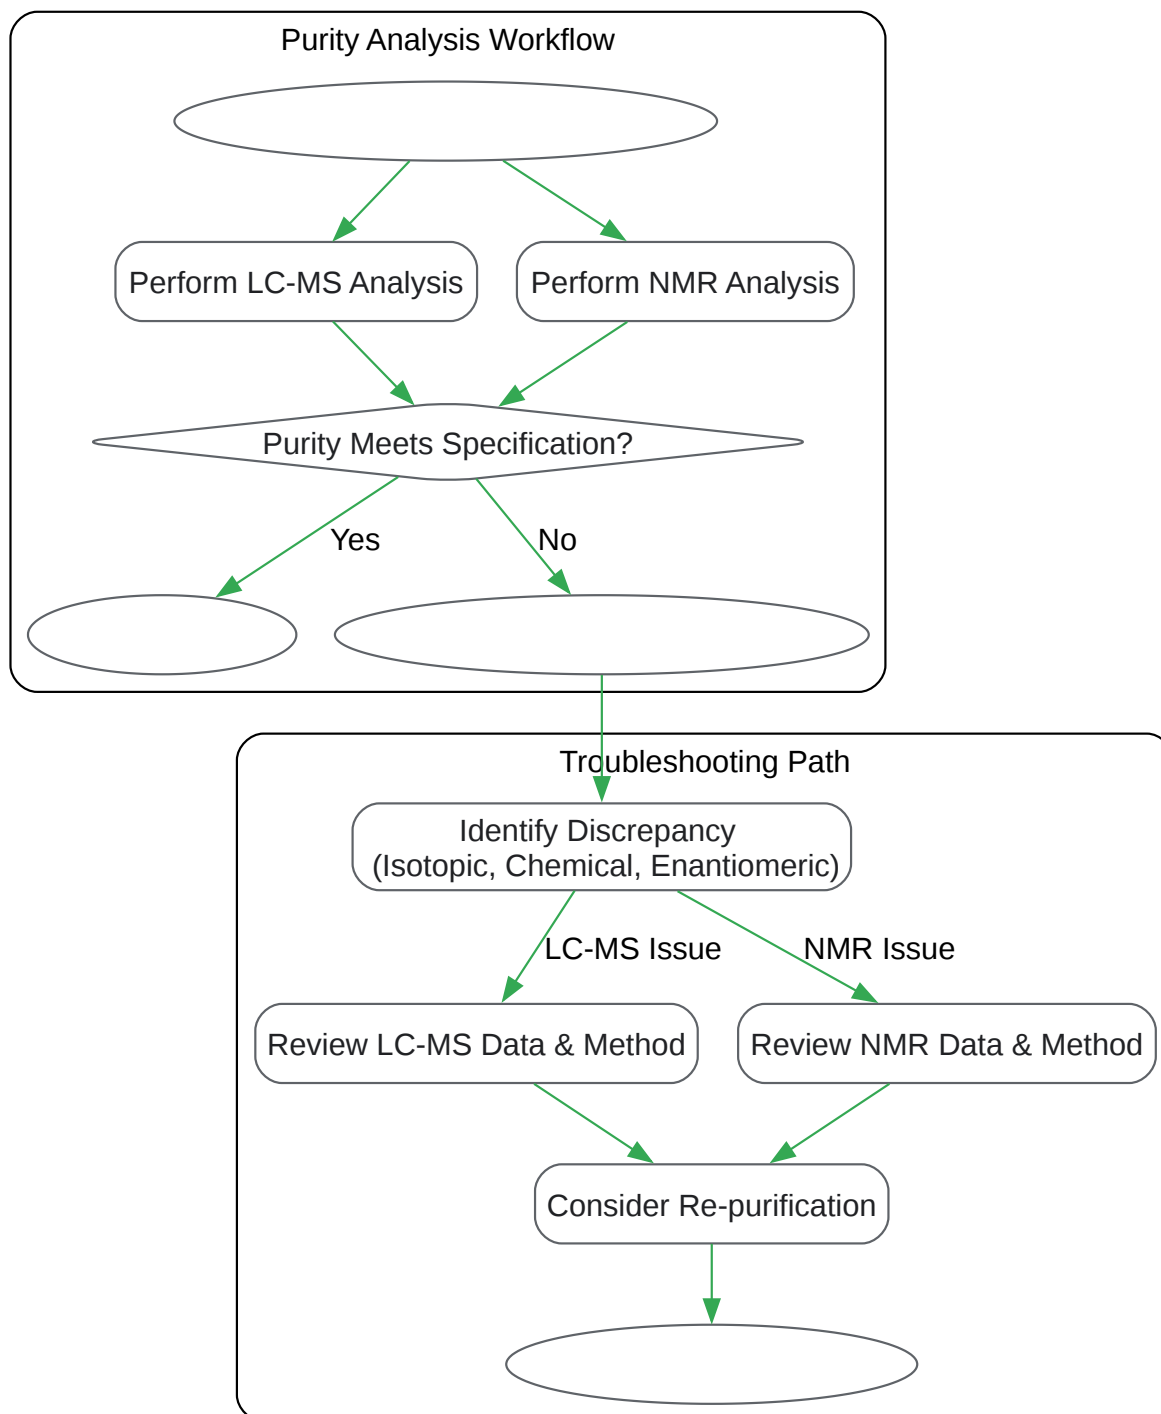 Purity Analysis Workflow
Perform LC-MS Analysis
Perform NMR Analysis
Purity Meets Specification?
Yes
No
Troubleshooting Path
Identify Discrepancy
(Isotopic, Chemical, Enantiomeric)
LC-MS Issue
NMR Issue
Review LC-MS Data & Method
Review NMR Data & Method
Consider Re-purification